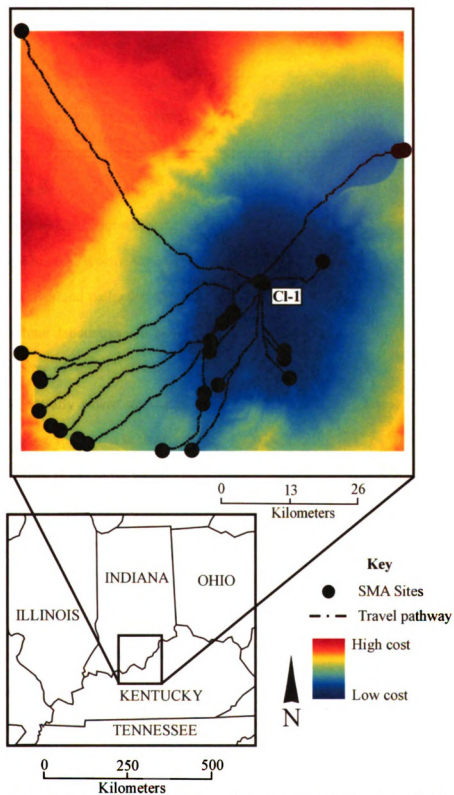 Cl-1
0 13 26
Kilometers
INDIANA
OHIO
ILLINOIS
KENTUCKY
TENNESSEE
0 250 500
Kilometers
Key
SMA Sites
Travel pathway
High cost
Low cost
N